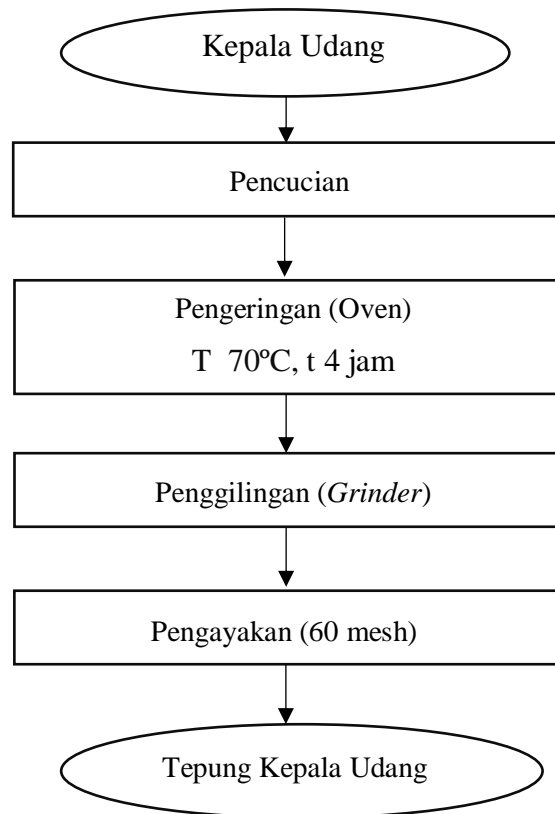 Kepala Udang
Pencucian
Pengeringan (Oven)
T 70ºC, t 4 jam
Penggilingan (Grinder)
Pengayakan (60 mesh)
Tepung Kepala Udang